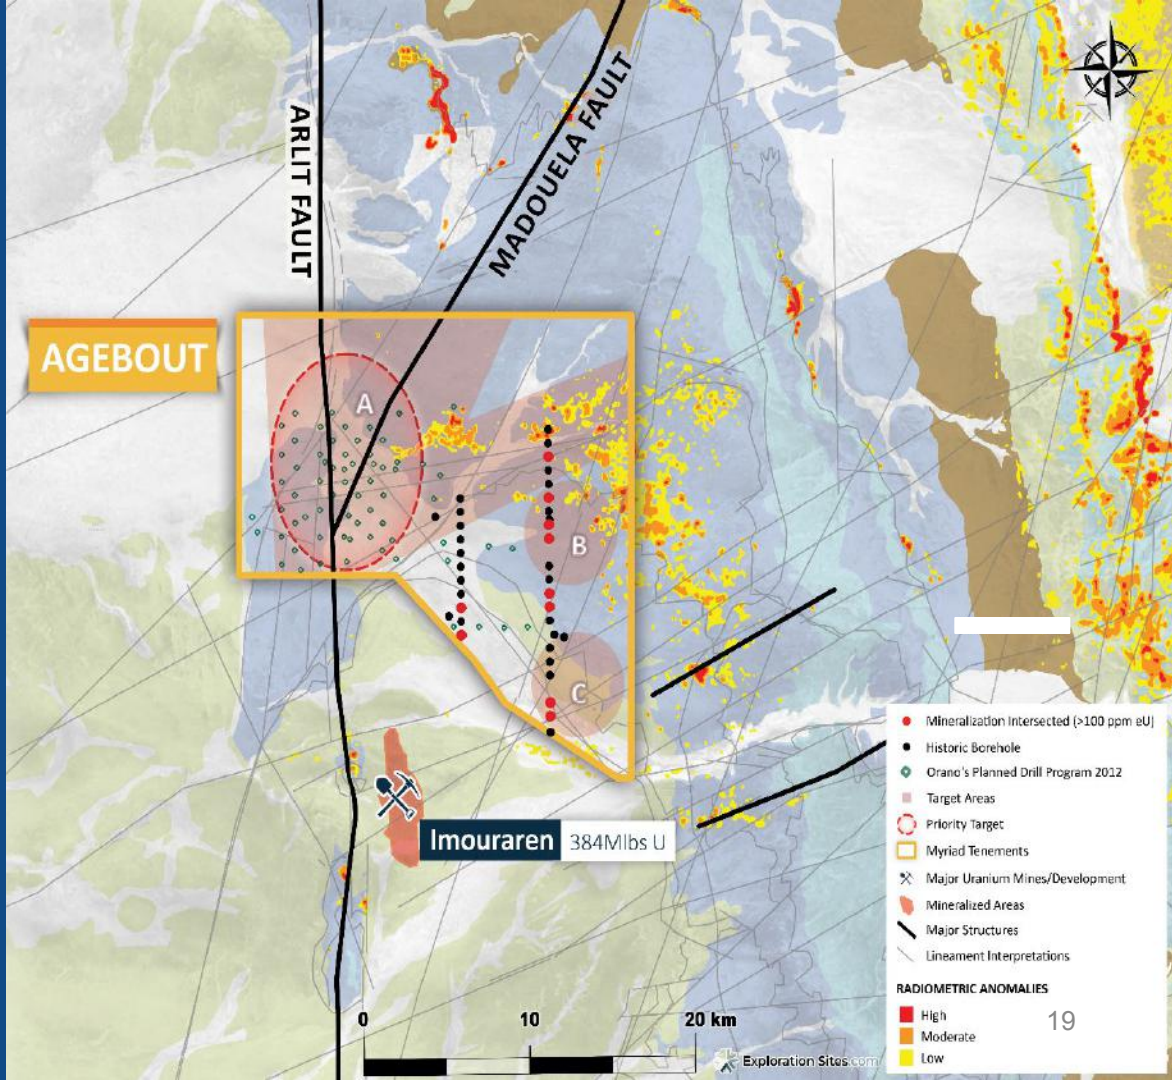 ARLIT FAULT
MADOUELA FAULT
AGEBOUT
A
B
C
Imouraren 384Mlbs U
0 10 20 km
Exploration Sites.com
Mineralization Intersected (>100 ppm eU)
Historic Borehole
Orano's Planned Drill Program 2012
Target Areas
Priority Target
Myriad Tenements
Major Uranium Mines/Development
Mineralized Areas
Major Structures
Lineament Interpretations
RADIOMETRIC ANOMALIES
High
Moderate
Low
19